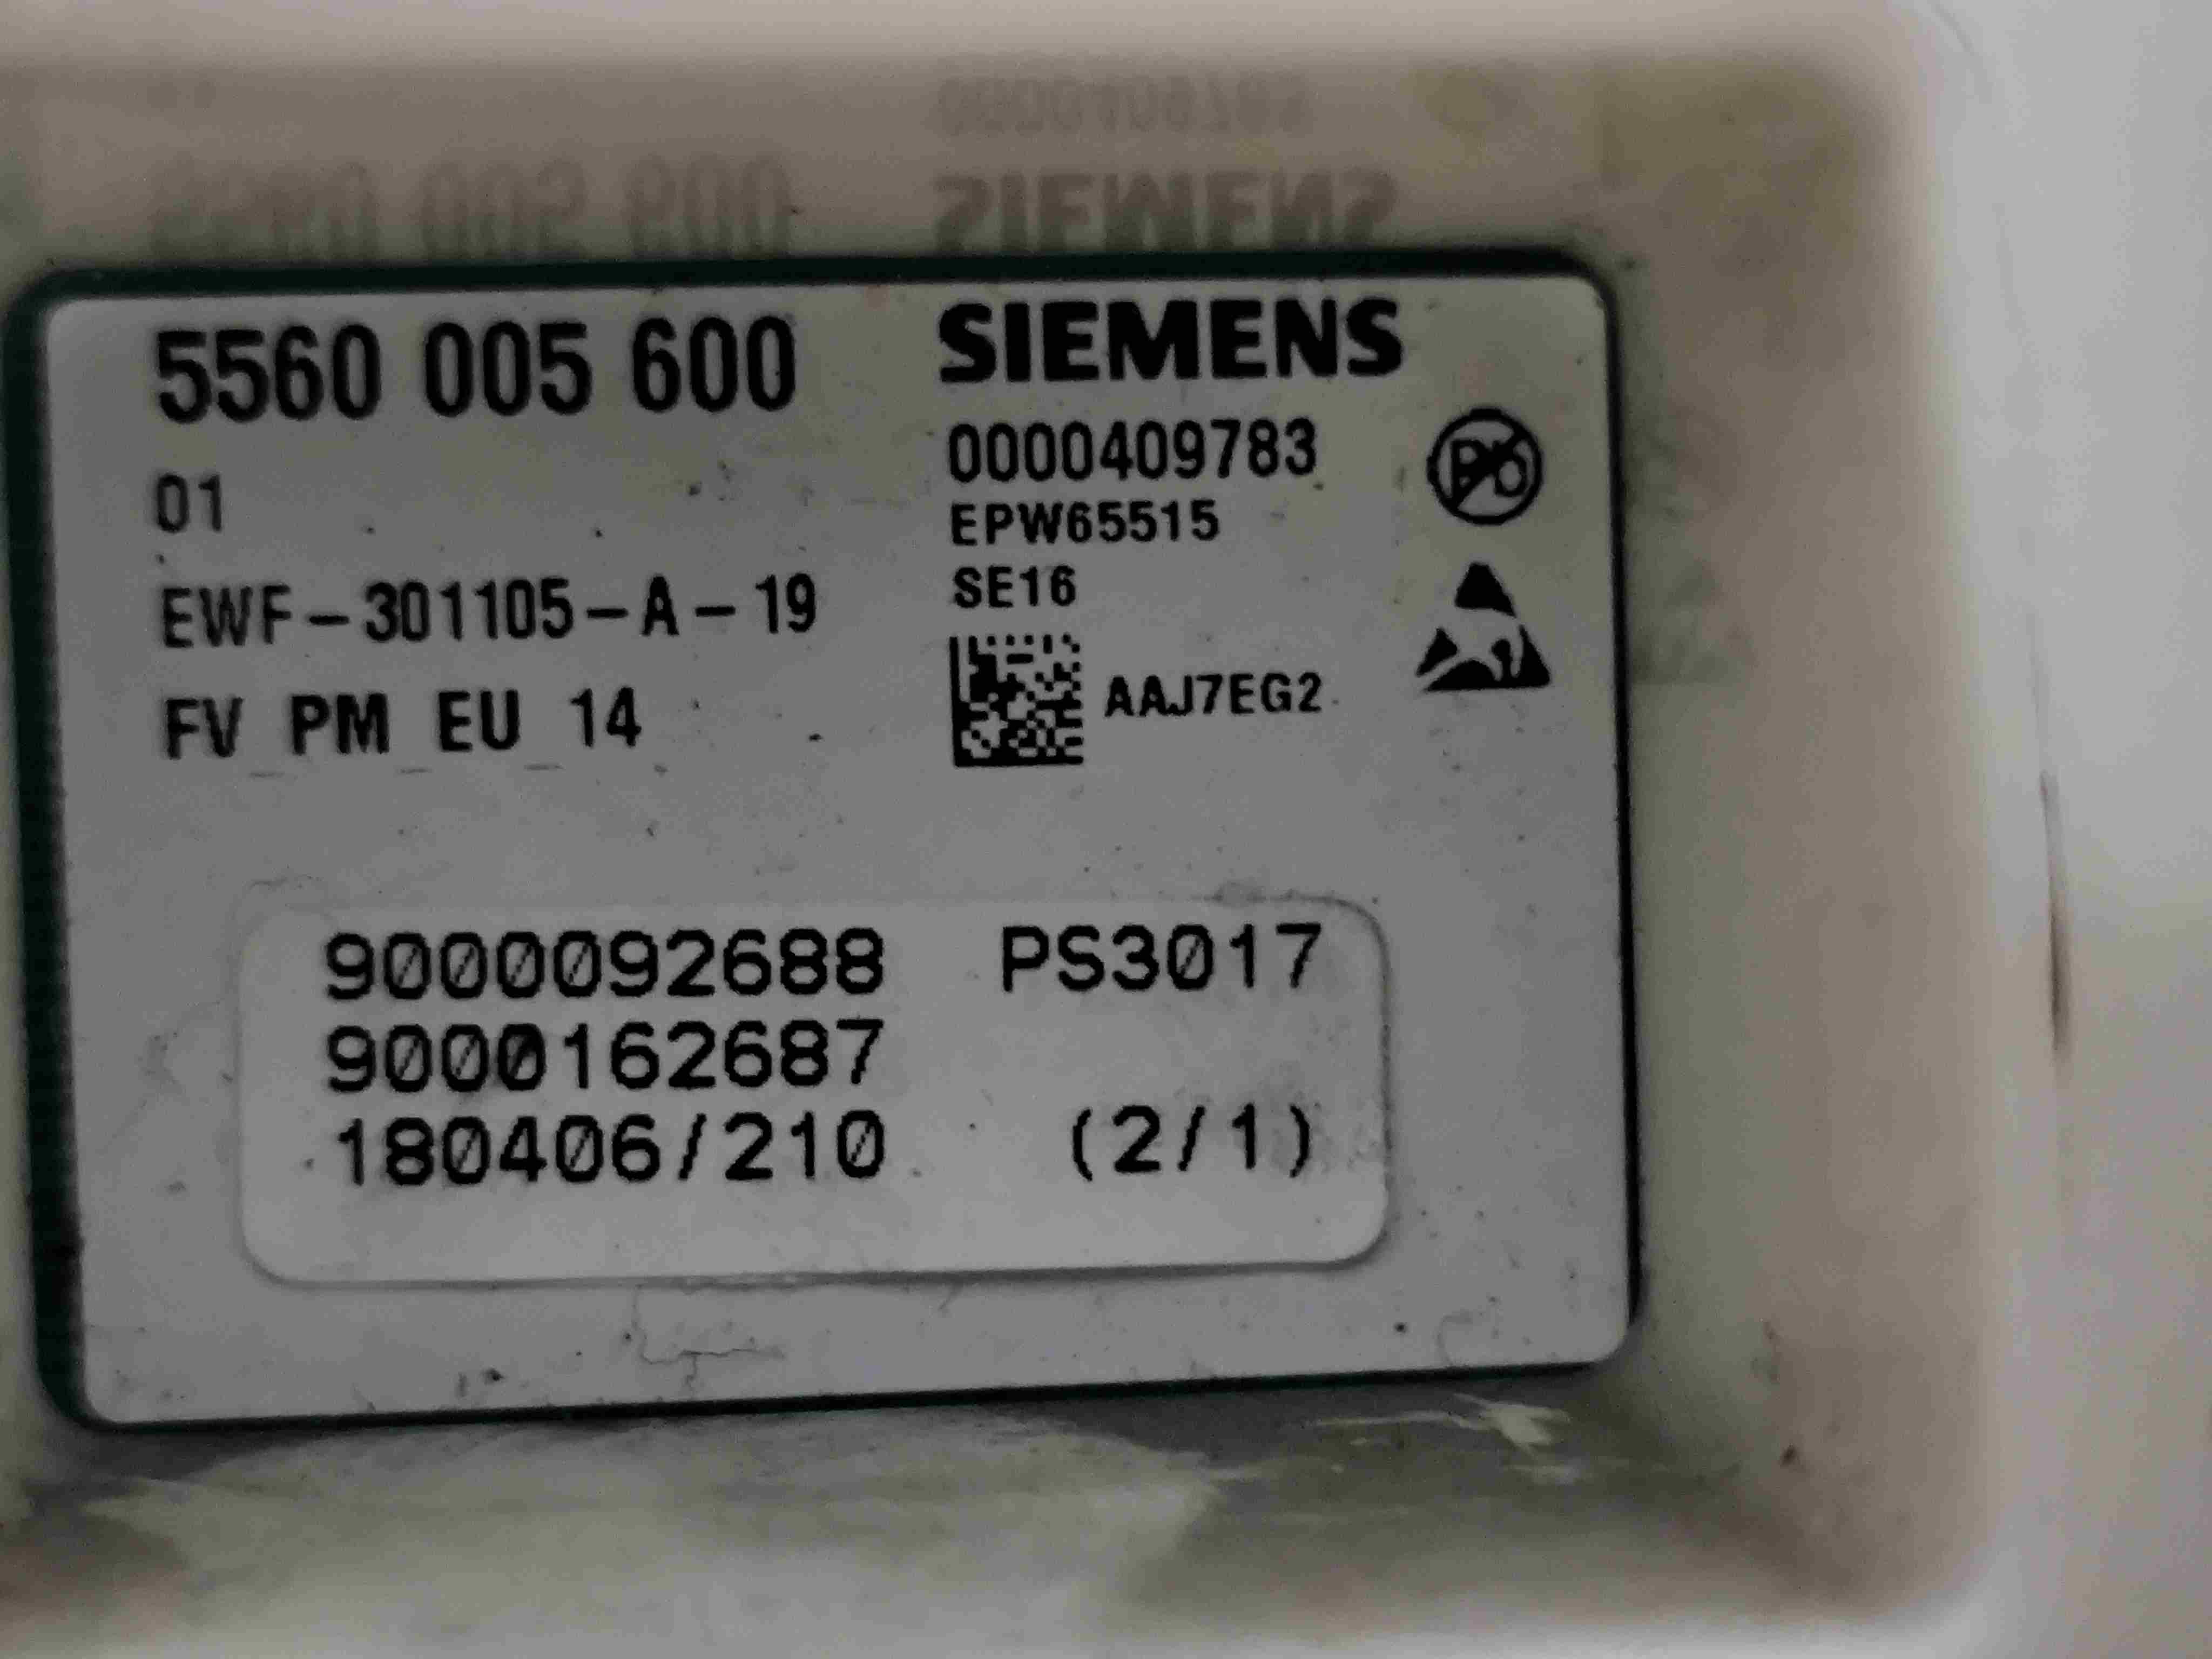 5560 005 600
01
EWF-301105-A-19
FV_PM_EU_14
SIEMENS
0000409783
EPW65515
SE16
AAJ7EG2
Pb
9000092688 PS3017
9000162687
180406/210 (2/1)